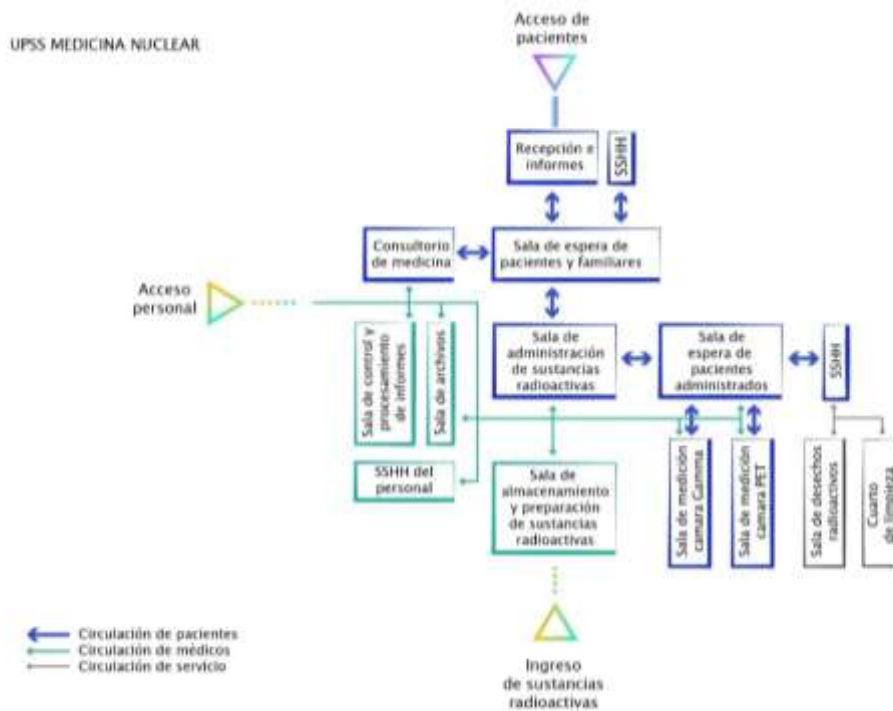 UPSS MEDICINA NUCLEAR
Acceso de
pacientes
Recepción e
informes
SSHH
Consultorio
de medicina
Sala de espera de
pacientes y familiares
Acceso
personal
Sala de control y
procesamiento
de informes
Sala de archivos
Sala de
administración
de sustancias
radioactivas
Sala de
espera de
pacientes
administrados
SSHH
SSHH del
personal
Sala de
almacenamiento
y preparación
de sustancias
radioactivas
Sala de medición
camara Gamma
Sala de medición
camara PET
Sala de desechos
radioactivos
Cuarto
de limpieza
Circulación de pacientes
Circulación de médicos
Circulación de servicio
Ingreso
de sustancias
radioactivas